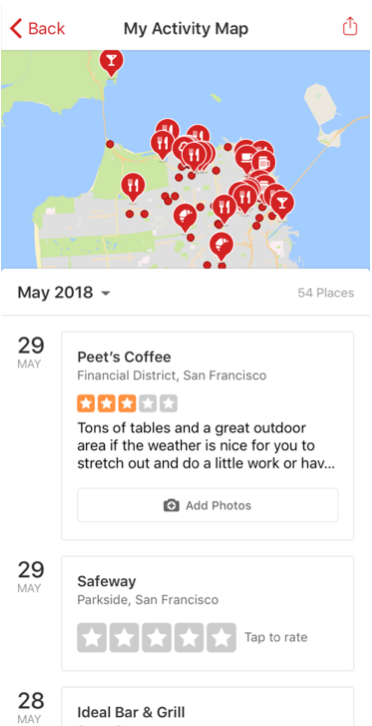 Back
My Activity Map
May 2018
54 Places
29
MAY
Peet's Coffee
Financial District, San Francisco
Tons of tables and a great outdoor
area if the weather is nice for you to
stretch out and do a little work or hav...
Add Photos
29
MAY
Safeway
Parkside, San Francisco
Tap to rate
28
MAY
Ideal Bar & Grill